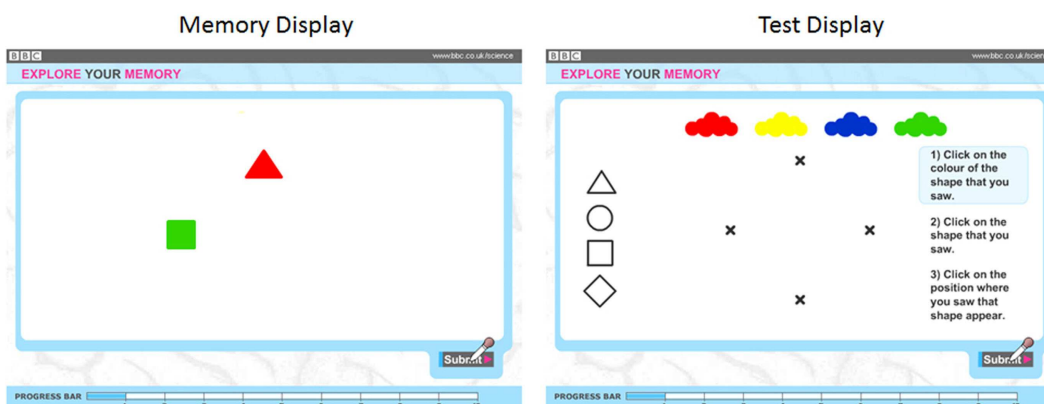 Memory Display
Test Display
BBC
www.bbc.co.uk/science
EXPLORE YOUR MEMORY
Submit
PROGRESS BAR
BBC
www.bbc.co.uk/scien
EXPLORE YOUR MEMORY
1) Click on the
colour of the
shape that you
saw.
2) Click on the
shape that you
saw.
3) Click on the
position where
you saw that
shape appear.
Submit
PROGRESS BAR